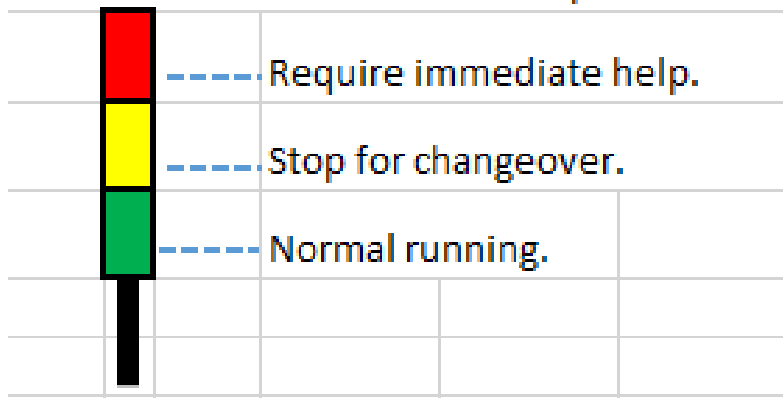 Require immediate help.
Stop for changeover.
Normal running.